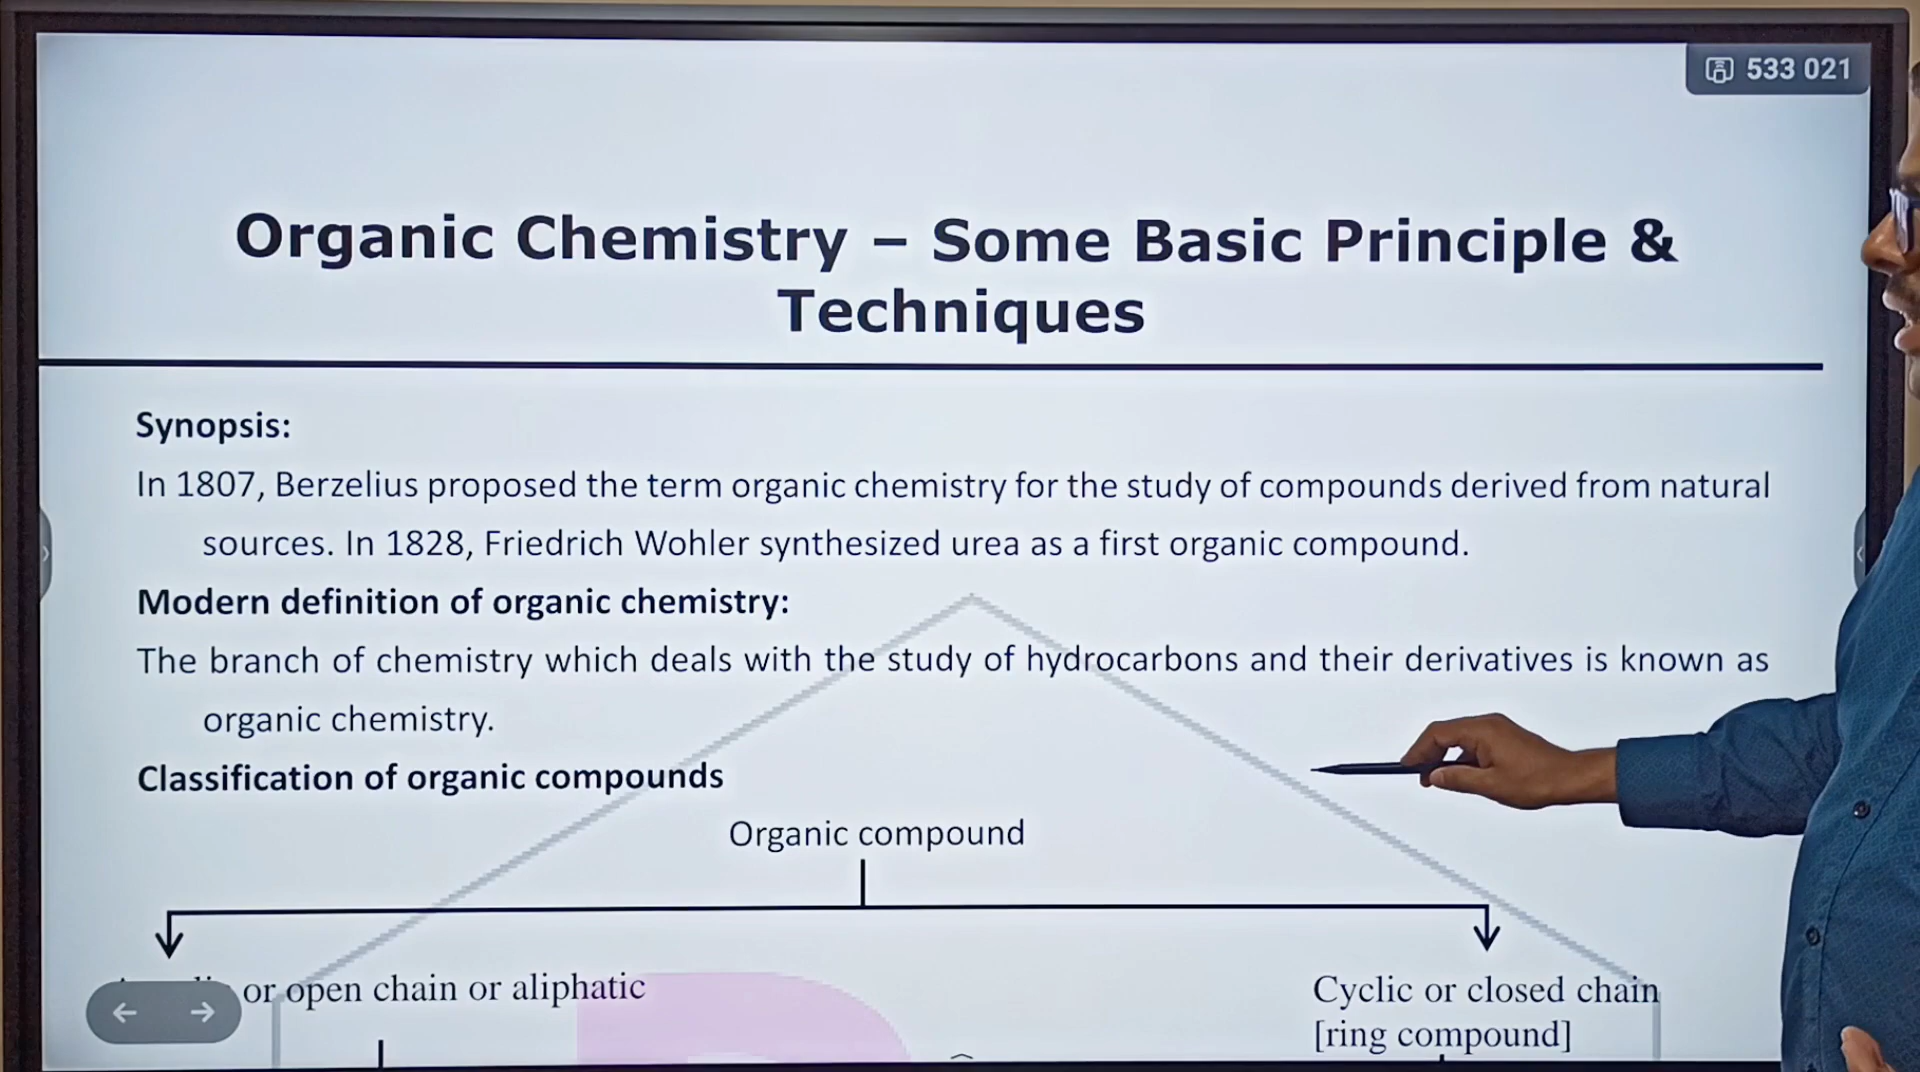 533 021
Organic Chemistry – Some Basic Principle &
Techniques
Synopsis:
In 1807, Berzelius proposed the term organic chemistry for the study of compounds derived from natural
sources. In 1828, Friedrich Wohler synthesized urea as a first organic compound.
Modern definition of organic chemistry:
The branch of chemistry which deals with the study of hydrocarbons and their derivatives is known as
organic chemistry.
Classification of organic compounds
Organic compound
or open chain or aliphatic
Cyclic or closed chain
[ring compound]